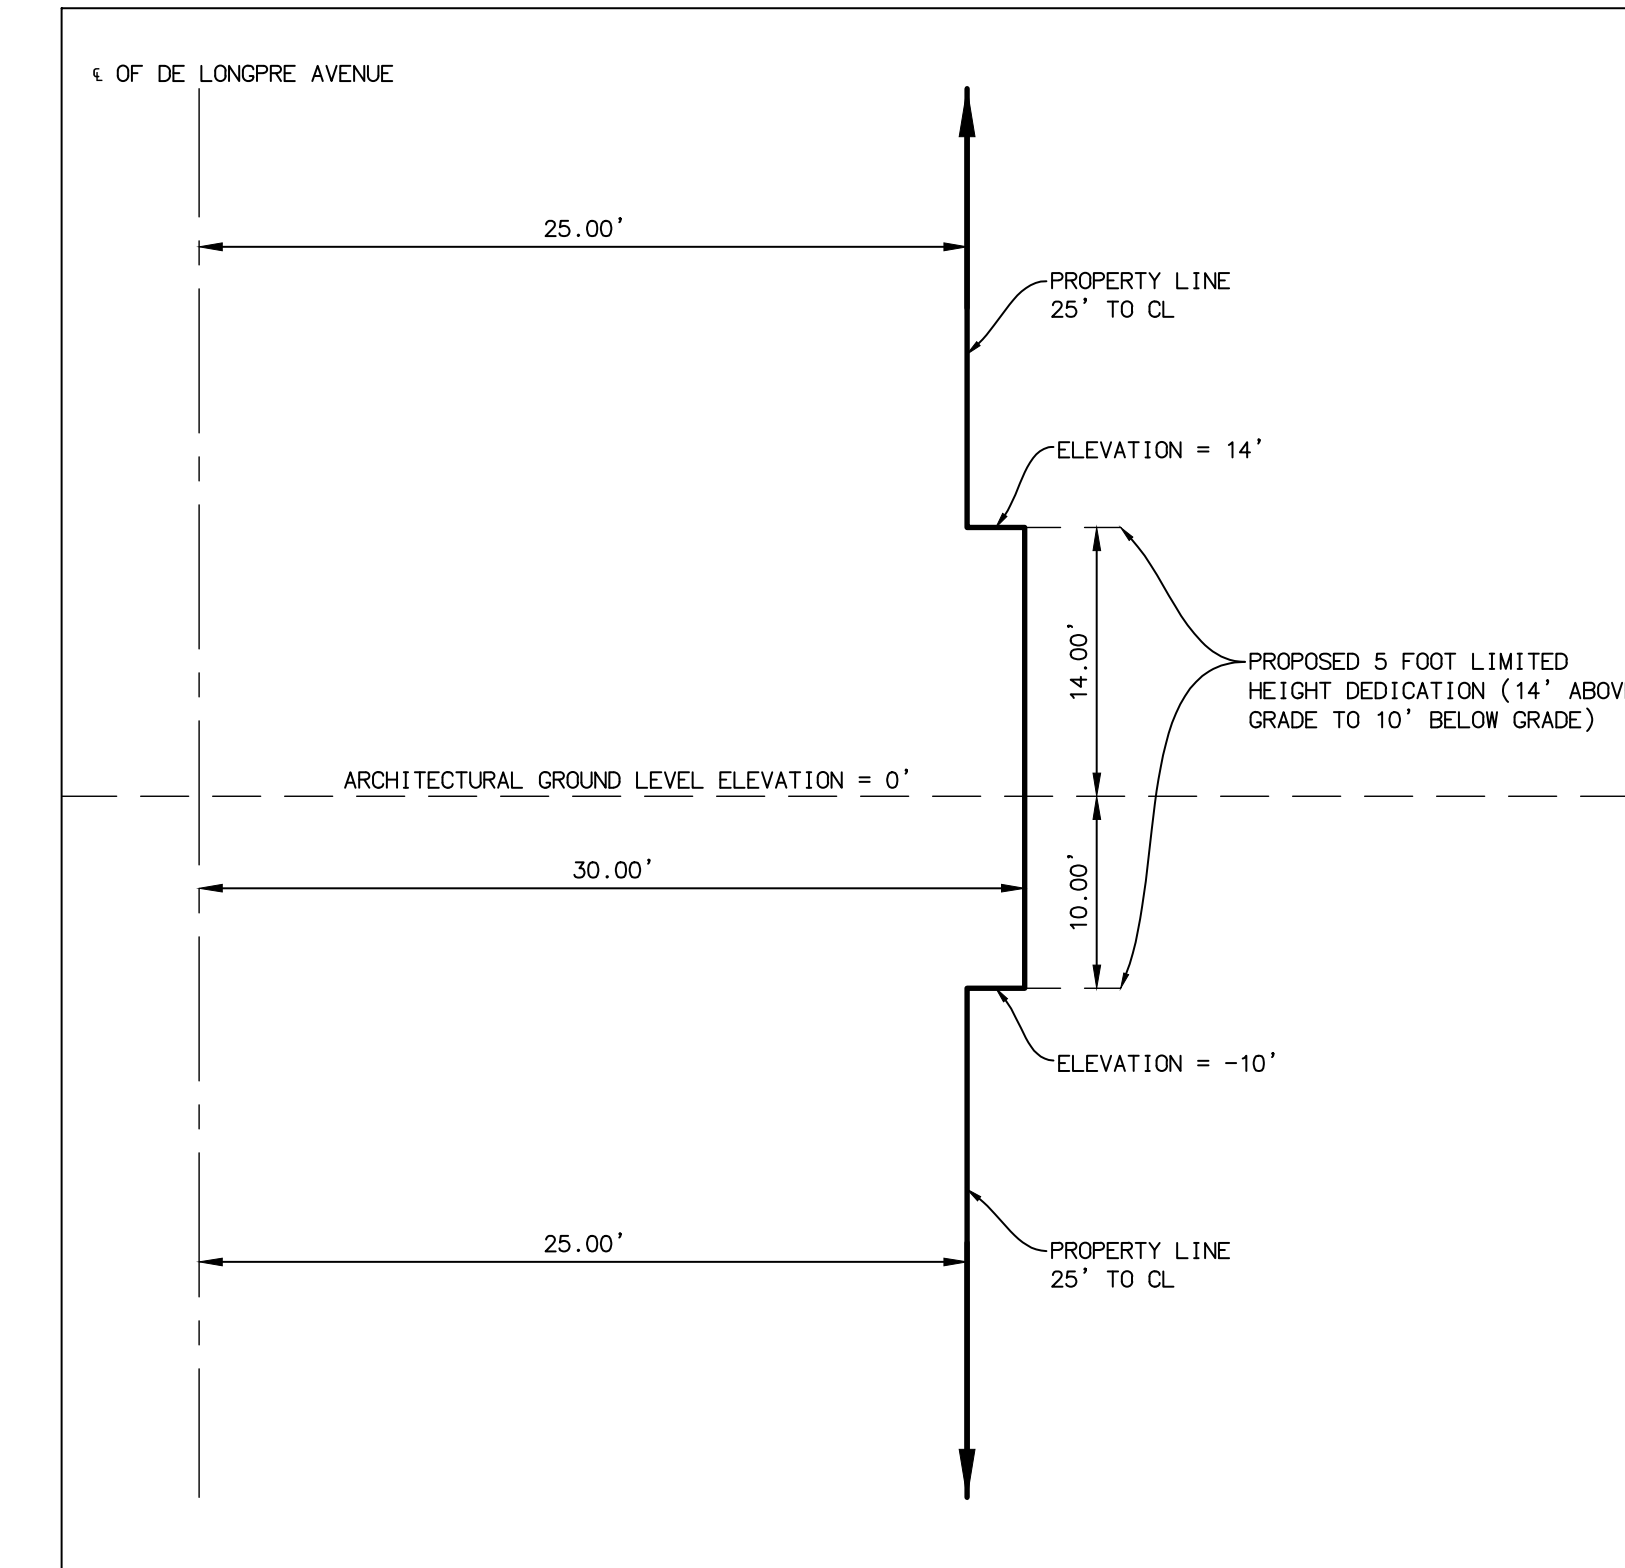 ℄ OF DE LONGPRE AVENUE
25.00'
PROPERTY LINE
25' TO CL
ELEVATION = 14'
14.00'
PROPOSED 5 FOOT LIMITED
HEIGHT DEDICATION (14' ABOVE
GRADE TO 10' BELOW GRADE)
ARCHITECTURAL GROUND LEVEL ELEVATION = 0'
30.00'
10.00'
ELEVATION = -10'
25.00'
PROPERTY LINE
25' TO CL